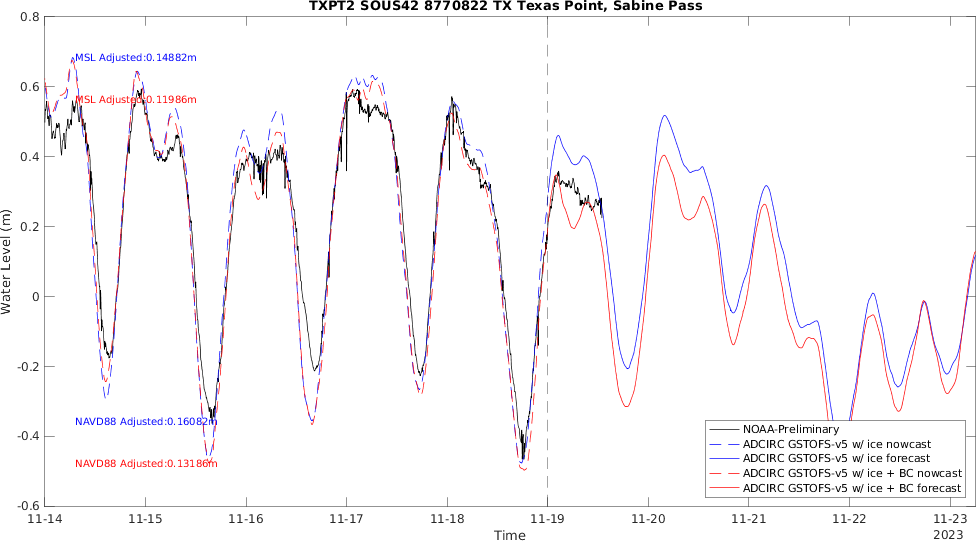 TXPT2 SOUS42 8770822 TX Texas Point, Sabine Pass
0.8
0.6
0.4
0.2
0
-0.2
-0.4
-0.6
Water Level (m)
MSL Adjusted:0.14882m
MSL Adjusted:0.11986m
NAVD88 Adjusted:0.16082m
NAVD88 Adjusted:0.13186m
NOAA-Preliminary
ADCIRC GSTOFS-v5 w/ ice nowcast
ADCIRC GSTOFS-v5 w/ ice forecast
ADCIRC GSTOFS-v5 w/ ice + BC nowcast
ADCIRC GSTOFS-v5 w/ ice + BC forecast
11-14 11-15 11-16 11-17 11-18 11-19 11-20 11-21 11-22 11-23
2023
Time